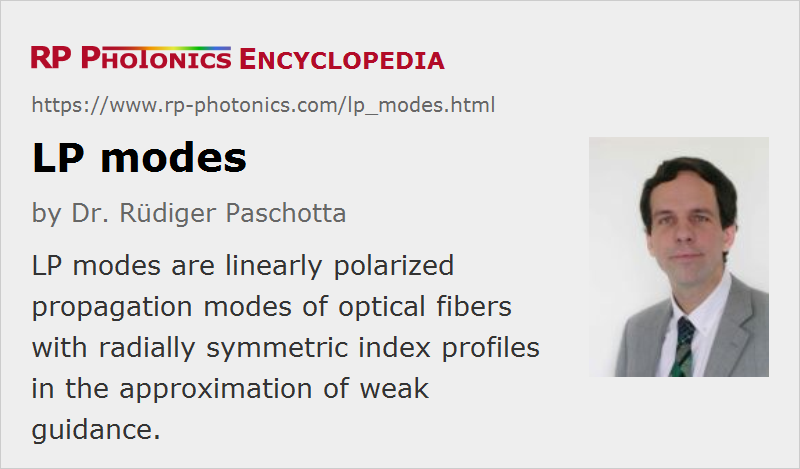 RP PHOTONICS ENCYCLOPEDIA
https://www.rp-photonics.com/lp_modes.html
LP modes
by Dr. Rüdiger Paschotta
LP modes are linearly polarized
propagation modes of optical fibers
with radially symmetric index profiles
in the approximation of weak
guidance.